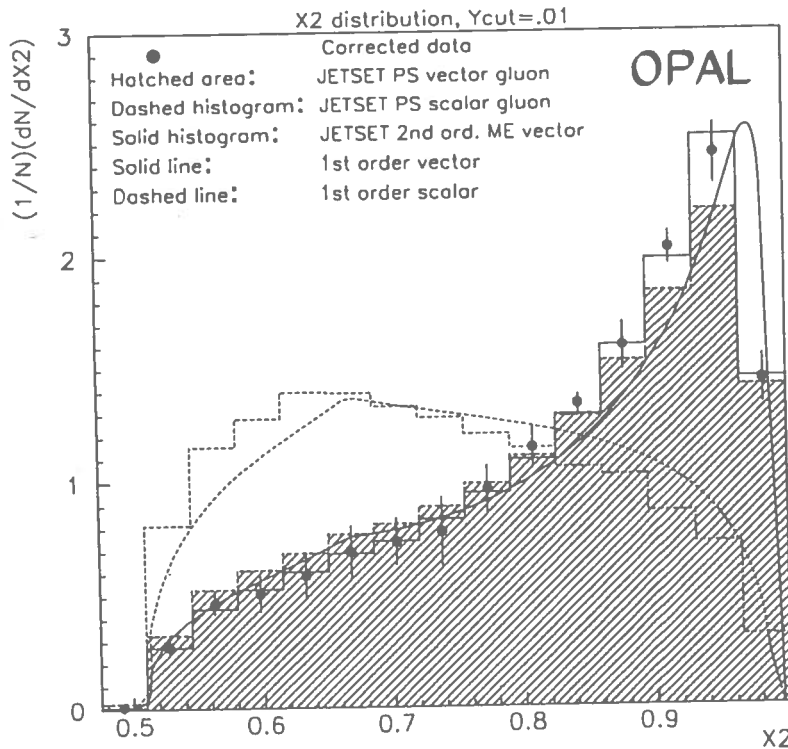 X2 distribution, Ycut=.01
OPAL
● Corrected data
Hatched area: JETSET PS vector gluon
Dashed histogram: JETSET PS scalar gluon
Solid histogram: JETSET 2nd ord. ME vector
Solid line: 1st order vector
Dashed line: 1st order scalar
(1/N)(dN/dX2)
3
2
1
0
0.5 0.6 0.7 0.8 0.9
X2